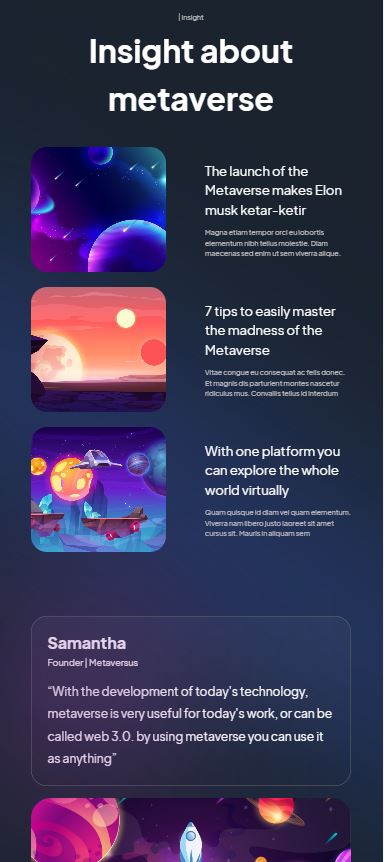 | Insight
Insight about
metaverse
The launch of the
Metaverse makes Elon
musk ketar-ketir
Magna etiam tempor orci eu lobortis
elementum nibh tellus molestie. Diam
maecenas sed enim ut sem viverra alique.
7 tips to easily master
the madness of the
Metaverse
Vitae congue eu consequat ac felis donec.
Et magnis dis parturient montes nascetur
ridiculus mus. Convallis tellus id interdum
With one platform you
can explore the whole
world virtually
Quam quisque id diam vel quam elementum.
Viverra nam libero justo laoreet sit amet
cursus sit. Mauris in aliquam sem
Samantha
Founder | Metaversus
“With the development of today's technology,
metaverse is very useful for today's work, or can be
called web 3.0. by using metaverse you can use it
as anything”